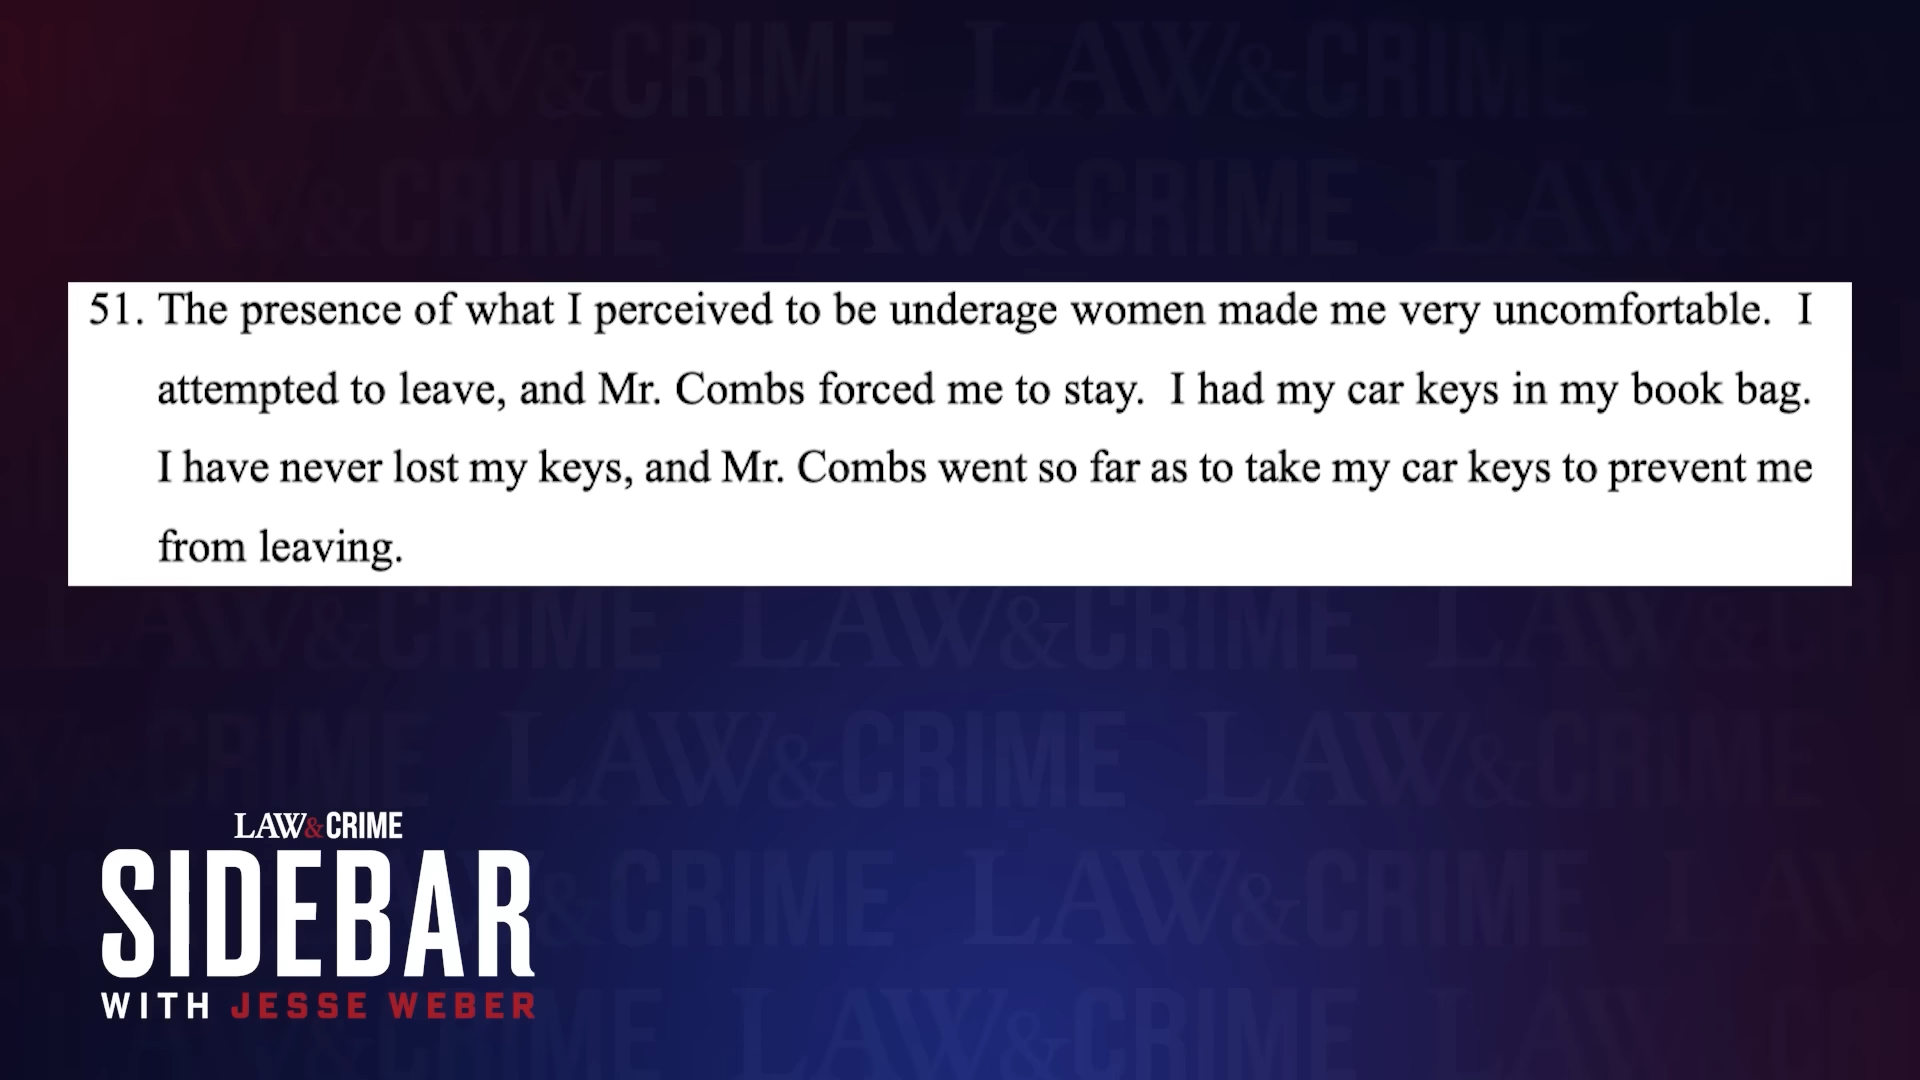 51. The presence of what I perceived to be underage women made me very uncomfortable. I
attempted to leave, and Mr. Combs forced me to stay. I had my car keys in my book bag.
I have never lost my keys, and Mr. Combs went so far as to take my car keys to prevent me
from leaving.
LAW&CRIME
SIDEBAR
WITH JESSE WEBER